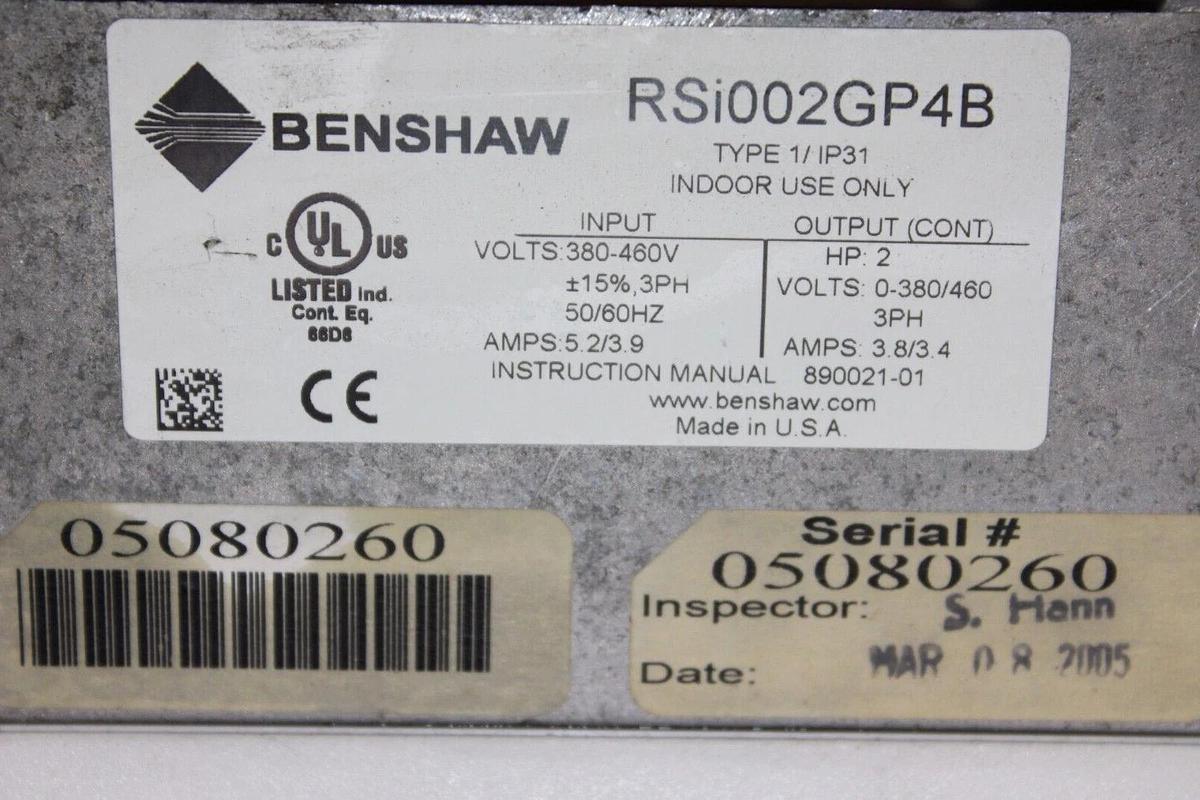 BENSHAW
RSi002GP4B
TYPE 1/ IP31
INDOOR USE ONLY
C UL US
LISTED Ind.
Cont. Eq.
66D6
CE
INPUT
VOLTS:380-460V
±15%,3PH
50/60HZ
AMPS:5.2/3.9
OUTPUT (CONT)
HP: 2
VOLTS: 0-380/460
3PH
AMPS: 3.8/3.4
INSTRUCTION MANUAL 890021-01
www.benshaw.com
Made in U.S.A.
05080260
Serial #
05080260
Inspector: S. Hann
Date: MAR 08 2005